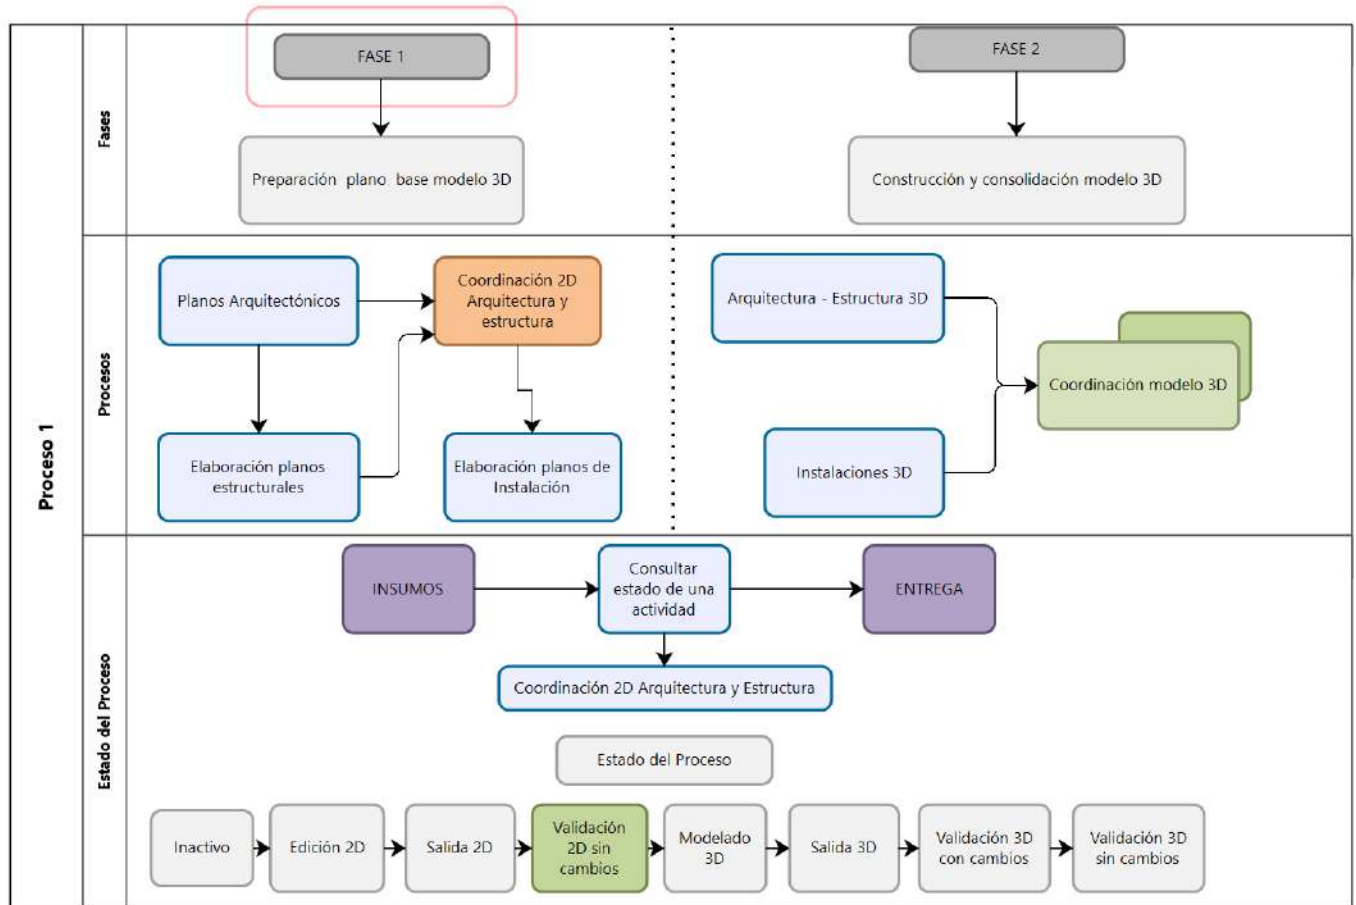 Proceso 1
Fases
FASE 1
FASE 2
Preparación plano base modelo 3D
Construcción y consolidación modelo 3D
Procesos
Planos Arquitectónicos
Coordinación 2D
Arquitectura y
estructura
Arquitectura - Estructura 3D
Coordinación modelo 3D
Elaboración planos
estructurales
Elaboración planos de
Instalación
Instalaciones 3D
Estado del Proceso
INSUMOS
Consultar
estado de una
actividad
ENTREGA
Coordinación 2D Arquitectura y Estructura
Estado del Proceso
Inactivo
Edición 2D
Salida 2D
Validación
2D sin
cambios
Modelado
3D
Salida 3D
Validación 3D
con cambios
Validación 3D
sin cambios